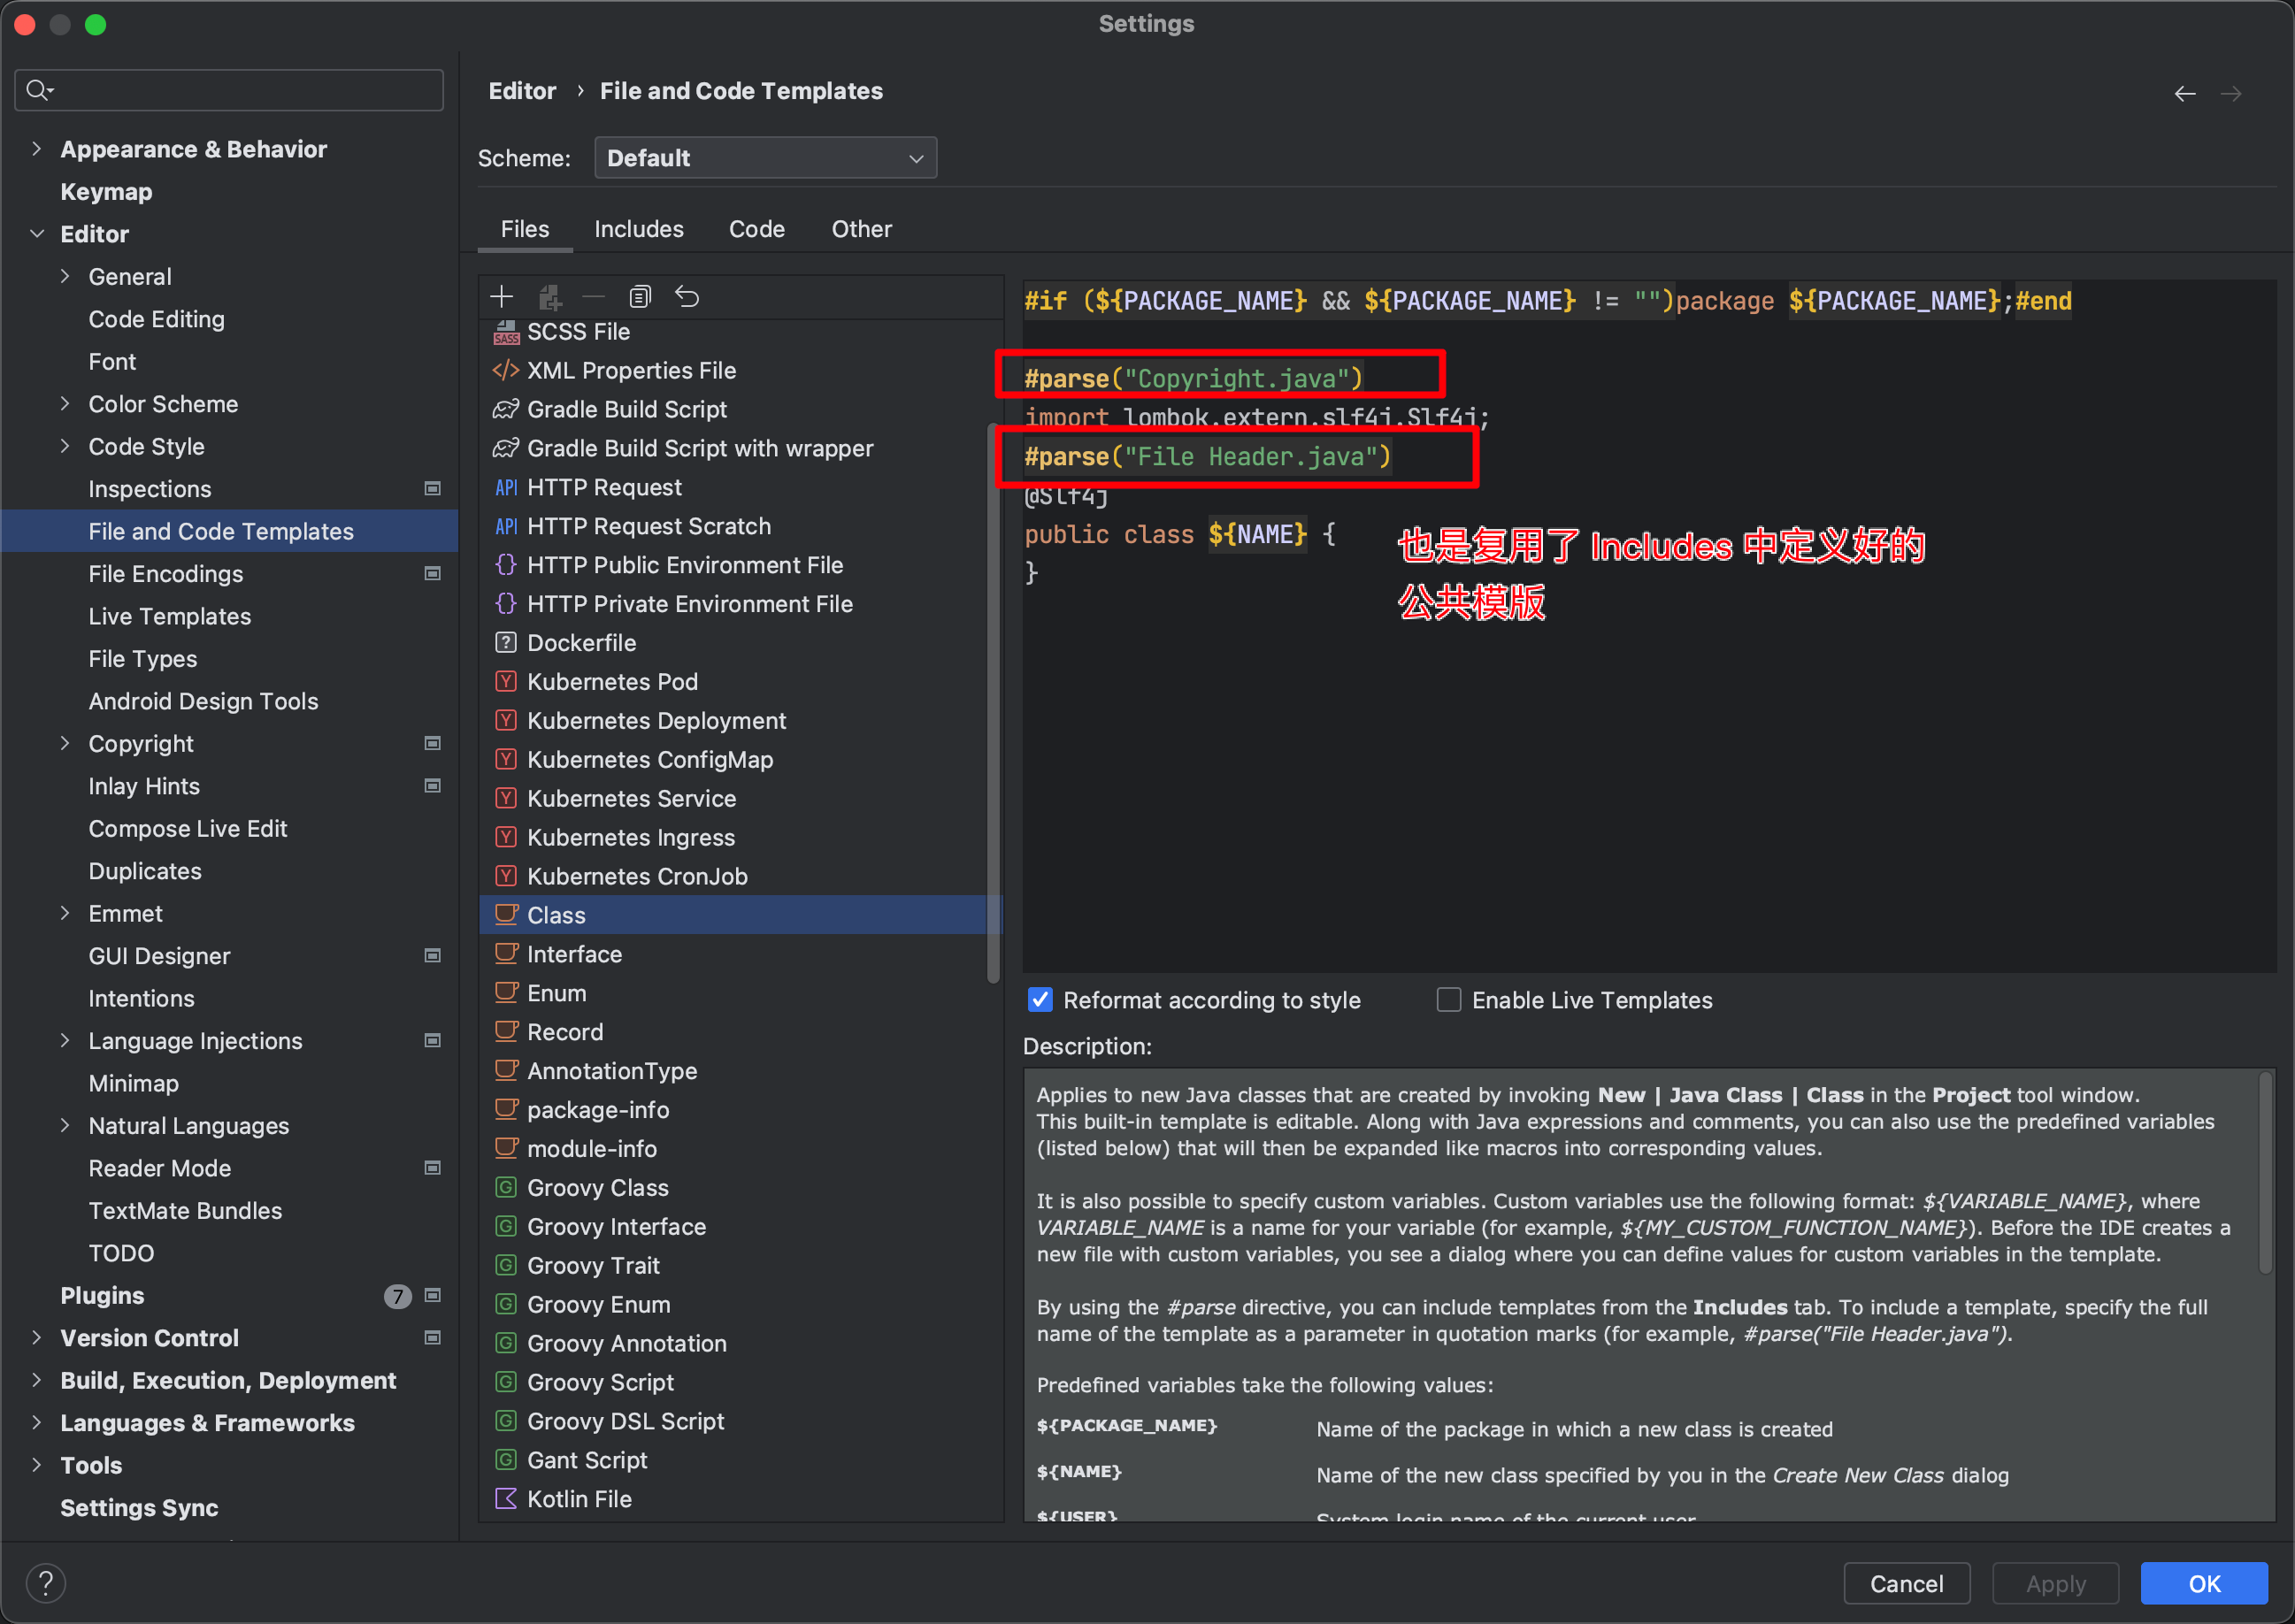 Settings
Appearance & Behavior
Keymap
Editor
General
Code Editing
Font
Color Scheme
Code Style
Inspections
File and Code Templates
File Encodings
Live Templates
File Types
Android Design Tools
Copyright
Inlay Hints
Compose Live Edit
Duplicates
Emmet
GUI Designer
Intentions
Language Injections
Minimap
Natural Languages
Reader Mode
TextMate Bundles
TODO
Plugins 7
Version Control
Build, Execution, Deployment
Languages & Frameworks
Tools
Settings Sync
Editor › File and Code Templates
Scheme: Default
Files Includes Code Other
SCSS File
XML Properties File
Gradle Build Script
Gradle Build Script with wrapper
API HTTP Request
API HTTP Request Scratch
HTTP Public Environment File
HTTP Private Environment File
Dockerfile
Kubernetes Pod
Kubernetes Deployment
Kubernetes ConfigMap
Kubernetes Service
Kubernetes Ingress
Kubernetes CronJob
Class
Interface
Enum
Record
AnnotationType
package-info
module-info
Groovy Class
Groovy Interface
Groovy Trait
Groovy Enum
Groovy Annotation
Groovy Script
Groovy DSL Script
Gant Script
Kotlin File
#if (${PACKAGE_NAME} && ${PACKAGE_NAME} != "")package ${PACKAGE_NAME};#end
#parse("Copyright.java")
import lombok.extern.slf4j.Slf4j;
#parse("File Header.java")
@Slf4j
public class ${NAME} {
}
也是复用了 Includes 中定义好的
公共模版
Reformat according to style
Enable Live Templates
Description:
Applies to new Java classes that are created by invoking New | Java Class | Class in the Project tool window.
This built-in template is editable. Along with Java expressions and comments, you can also use the predefined variables
(listed below) that will then be expanded like macros into corresponding values.
It is also possible to specify custom variables. Custom variables use the following format: ${VARIABLE_NAME}, where
VARIABLE_NAME is a name for your variable (for example, ${MY_CUSTOM_FUNCTION_NAME}). Before the IDE creates a
new file with custom variables, you see a dialog where you can define values for custom variables in the template.
By using the #parse directive, you can include templates from the Includes tab. To include a template, specify the full
name of the template as a parameter in quotation marks (for example, #parse("File Header.java").
Predefined variables take the following values:
${PACKAGE_NAME} Name of the package in which a new class is created
${NAME} Name of the new class specified by you in the Create New Class dialog
${USER} System login name of the current user
? Cancel Apply OK